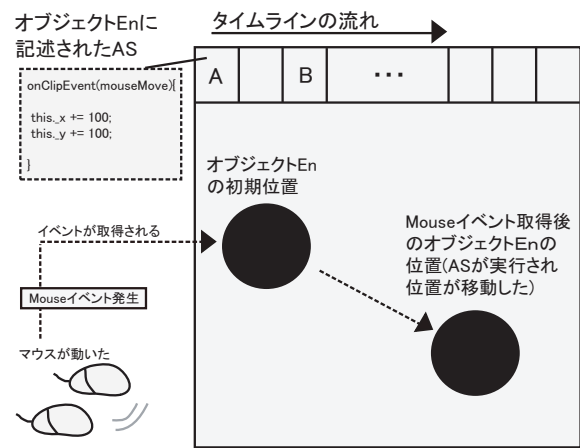 オブジェクトEnに
記述されたAS
タイムラインの流れ
onClipEvent(mouseMove){
this._x += 100;
this._y += 100;
}
A
B
･･･
オブジェクトEn
の初期位置
イベントが取得される
Mouseイベント取得後
のオブジェクトEnの
位置(ASが実行され
位置が移動した)
Mouseイベント発生
マウスが動いた